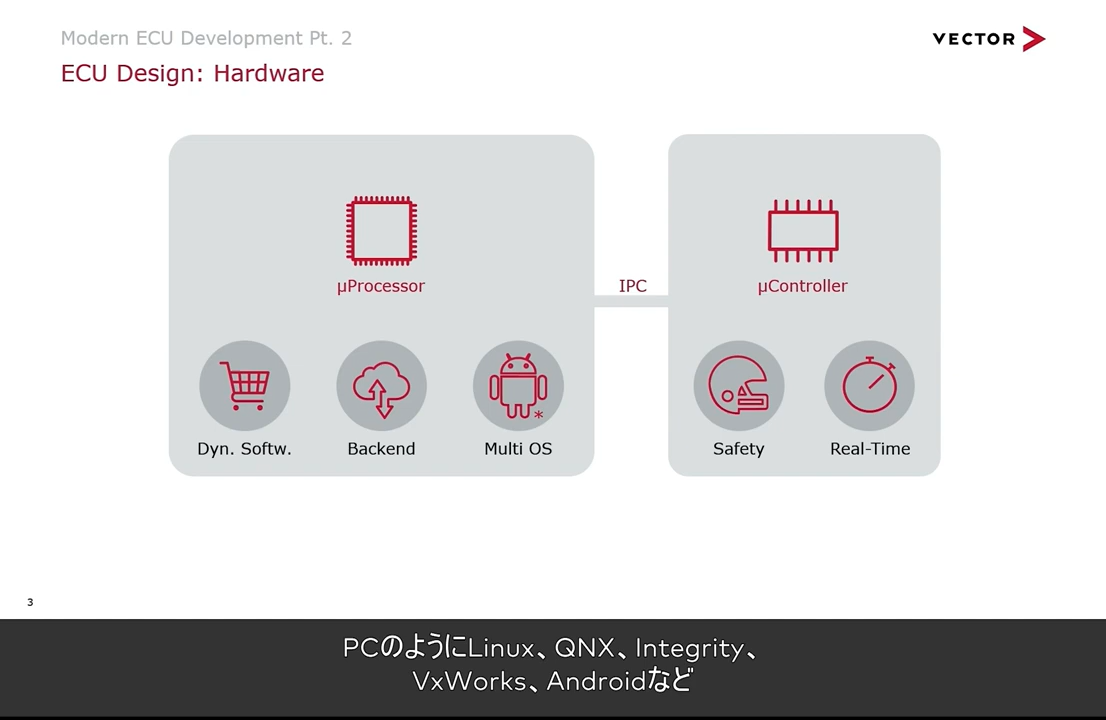 Modern ECU Development Pt. 2
VECTOR
ECU Design: Hardware
µProcessor
IPC
µController
Dyn. Softw.
Backend
*
Multi OS
Safety
Real-Time
3
PCのようにLinux、QNX、Integrity、
VxWorks、Androidなど